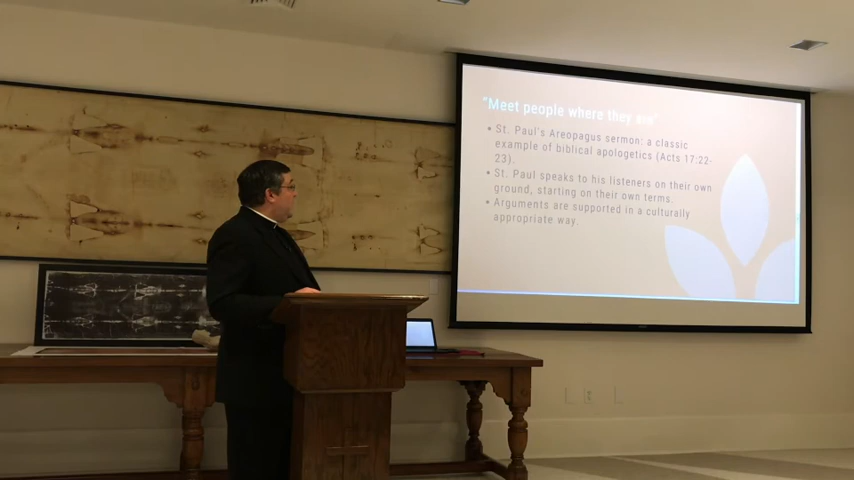 "Meet people where they are"
• St. Paul's Areopagus sermon: a classic
example of biblical apologetics (Acts 17:22-
23).
• St. Paul speaks to his listeners on their own
ground, starting on their own terms.
• Arguments are supported in a culturally
appropriate way.